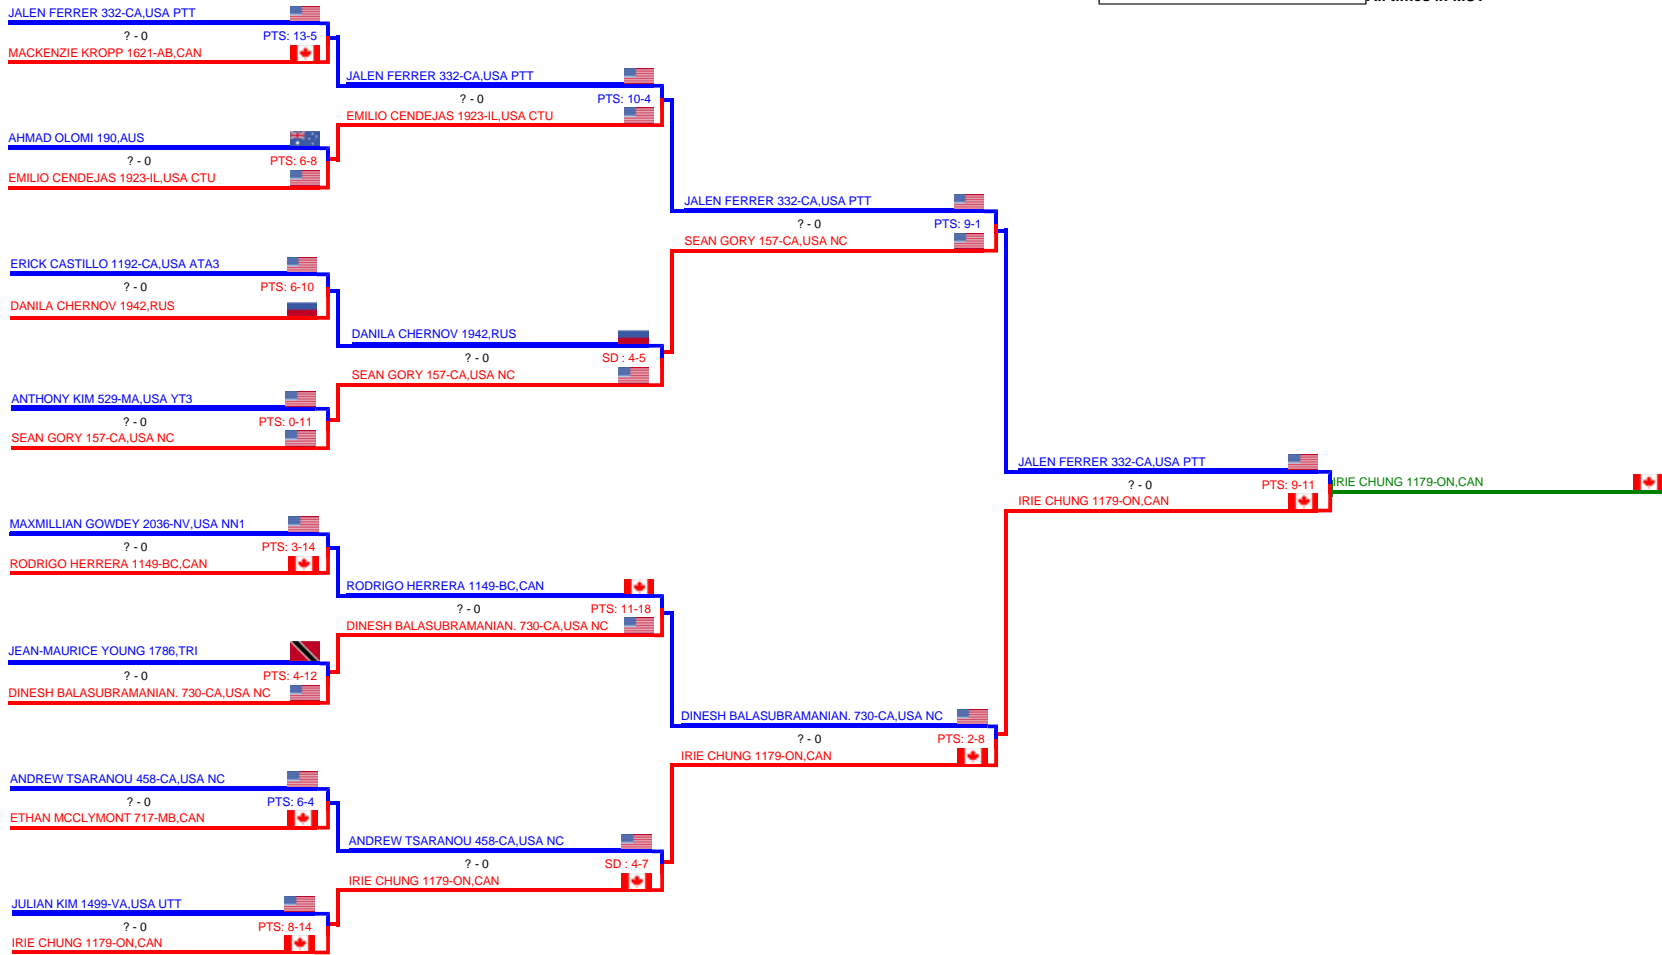 JALEN FERRER 332-CA,USA PTT
? - 0 PTS: 13-5
MACKENZIE KROPP 1621-AB,CAN
AHMAD OLOMI 190,AUS
? - 0 PTS: 6-8
EMILIO CENDEJAS 1923-IL,USA CTU
ERICK CASTILLO 1192-CA,USA ATA3
? - 0 PTS: 6-10
DANILA CHERNOV 1942,RUS
ANTHONY KIM 529-MA,USA YT3
? - 0 PTS: 0-11
SEAN GORY 157-CA,USA NC
MAXMILLIAN GOWDEY 2036-NV,USA NN1
? - 0 PTS: 3-14
RODRIGO HERRERA 1149-BC,CAN
JEAN-MAURICE YOUNG 1786,TRI
? - 0 PTS: 4-12
DINESH BALASUBRAMANIAN. 730-CA,USA NC
ANDREW TSARANOU 458-CA,USA NC
? - 0 PTS: 6-4
ETHAN MCCLYMONT 717-MB,CAN
JULIAN KIM 1499-VA,USA UTT
? - 0 PTS: 8-14
IRIE CHUNG 1179-ON,CAN
JALEN FERRER 332-CA,USA PTT
? - 0 PTS: 10-4
EMILIO CENDEJAS 1923-IL,USA CTU
DANILA CHERNOV 1942,RUS
? - 0 SD : 4-5
SEAN GORY 157-CA,USA NC
RODRIGO HERRERA 1149-BC,CAN
? - 0 PTS: 11-18
DINESH BALASUBRAMANIAN. 730-CA,USA NC
ANDREW TSARANOU 458-CA,USA NC
? - 0 SD : 4-7
IRIE CHUNG 1179-ON,CAN
JALEN FERRER 332-CA,USA PTT
? - 0 PTS: 9-1
SEAN GORY 157-CA,USA NC
DINESH BALASUBRAMANIAN. 730-CA,USA NC
? - 0 PTS: 2-8
IRIE CHUNG 1179-ON,CAN
JALEN FERRER 332-CA,USA PTT
? - 0 PTS: 9-11
IRIE CHUNG 1179-ON,CAN
IRIE CHUNG 1179-ON,CAN